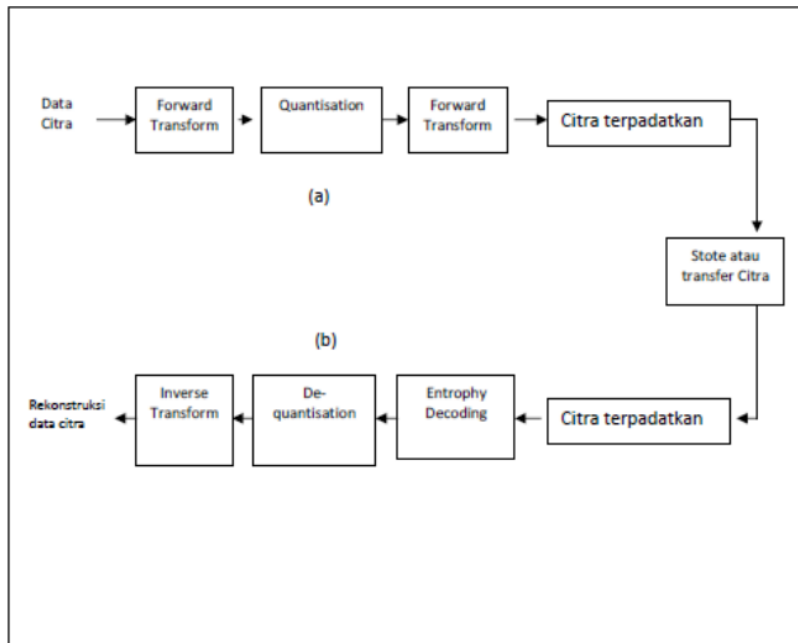 Data
Citra
Forward
Transform
Quantisation
Forward
Transform
Citra terpadatkan
(a)
Stote atau
transfer Citra
(b)
Rekonstruksi
data citra
Inverse
Transform
De-
quantisation
Entrophy
Decoding
Citra terpadatkan